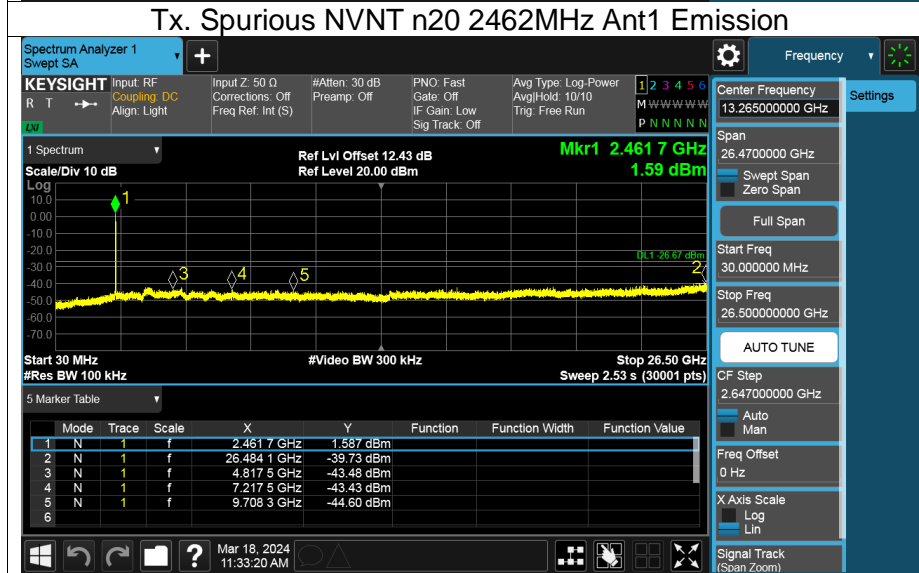 Tx. Spurious NVNT n20 2462MHz Ant1 Emission
Spectrum Analyzer 1
Swept SA
+
Frequency
KEYSIGHT
R T
LXI
Input: RF
Coupling: DC
Align: Light
Input Z: 50 Ω
Corrections: Off
Freq Ref: Int (S)
#Atten: 30 dB
Preamp: Off
PNO: Fast
Gate: Off
IF Gain: Low
Sig Track: Off
Avg Type: Log-Power
Avg|Hold: 10/10
Trig: Free Run
1 2 3 4 5 6
M W W W W W
P N N N N N
1 Spectrum
Scale/Div 10 dB
Ref Lvl Offset 12.43 dB
Ref Level 20.00 dBm
Mkr1 2.461 7 GHz
1.59 dBm
Log
10.0
0.00
-10.0
-20.0
-30.0
-40.0
-50.0
-60.0
-70.0
1
3
4
5
2
DL1 -26.67 dBm
Start 30 MHz
#Res BW 100 kHz
#Video BW 300 kHz
Stop 26.50 GHz
Sweep 2.53 s (30001 pts)
5 Marker Table
Mode Trace Scale X Y Function Function Width Function Value
1 N 1 f 2.461 7 GHz 1.587 dBm
2 N 1 f 26.484 1 GHz -39.73 dBm
3 N 1 f 4.817 5 GHz -43.48 dBm
4 N 1 f 7.217 5 GHz -43.43 dBm
5 N 1 f 9.708 3 GHz -44.60 dBm
6
?
Mar 18, 2024
11:33:20 AM
Center Frequency
13.265000000 GHz
Settings
Span
26.4700000 GHz
Swept Span
Zero Span
Full Span
Start Freq
30.000000 MHz
Stop Freq
26.500000000 GHz
AUTO TUNE
CF Step
2.647000000 GHz
Auto
Man
Freq Offset
0 Hz
X Axis Scale
Log
Lin
Signal Track
(Span Zoom)